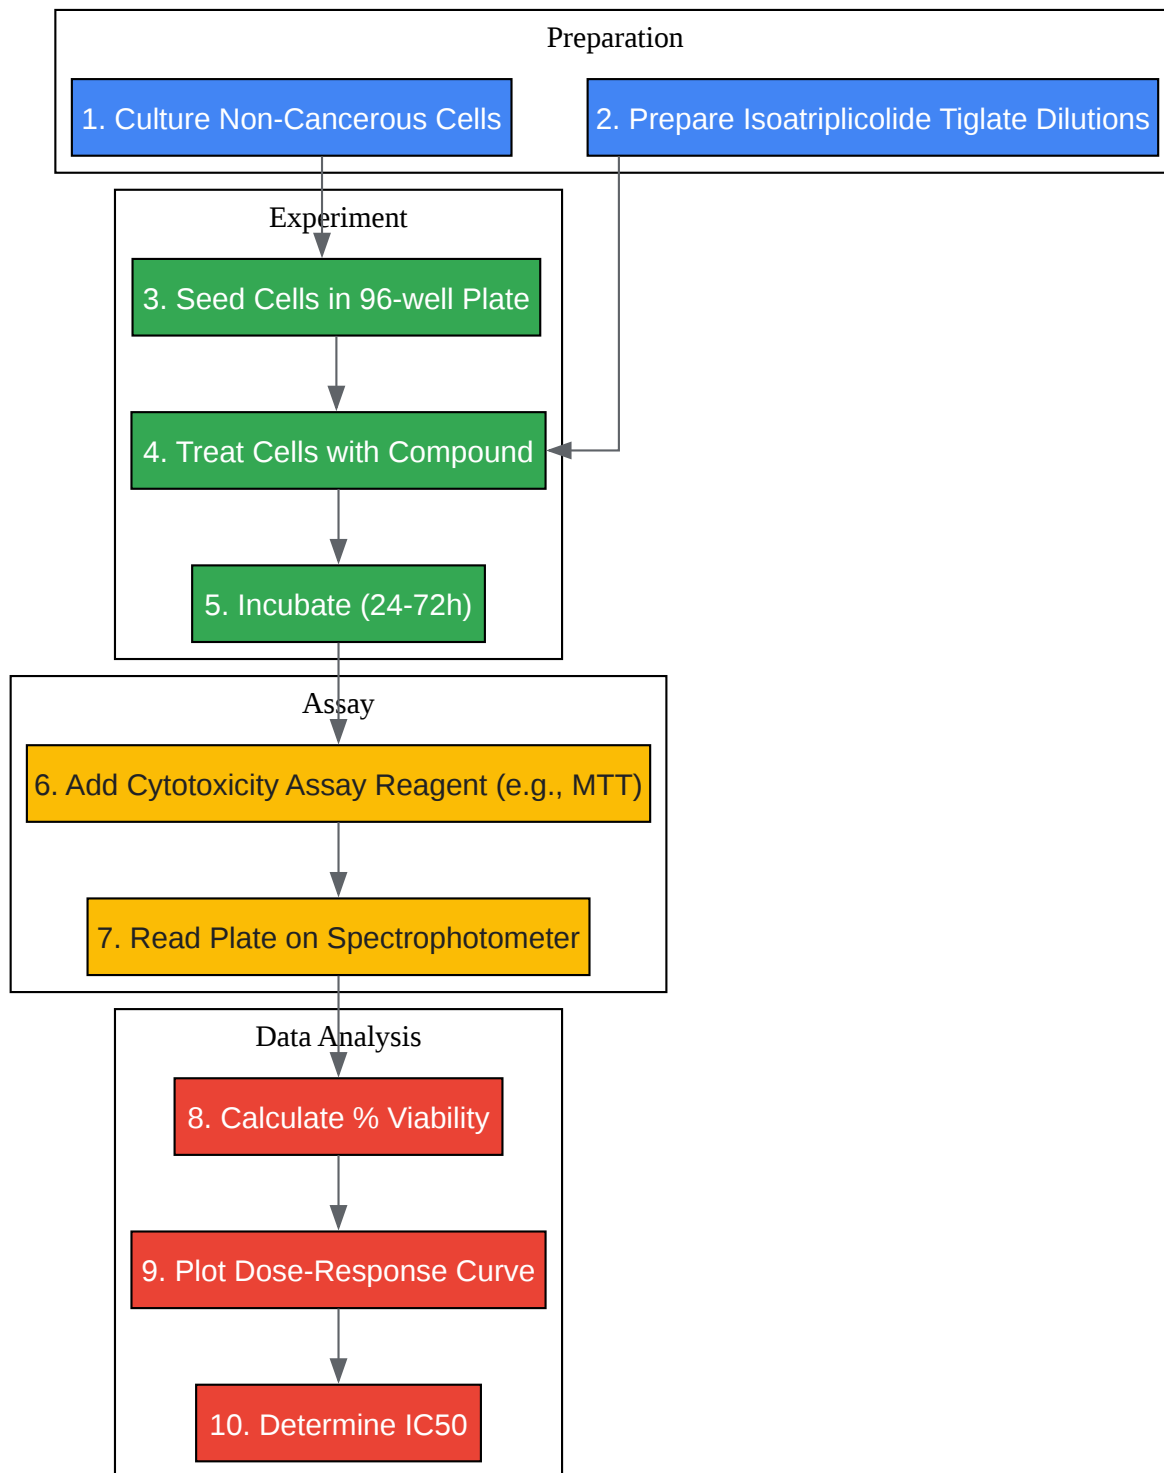 Preparation
1. Culture Non-Cancerous Cells
2. Prepare Isoatriplicolide Tiglate Dilutions
Experiment
3. Seed Cells in 96-well Plate
4. Treat Cells with Compound
5. Incubate (24-72h)
Assay
6. Add Cytotoxicity Assay Reagent (e.g., MTT)
7. Read Plate on Spectrophotometer
Data Analysis
8. Calculate % Viability
9. Plot Dose-Response Curve
10. Determine IC50